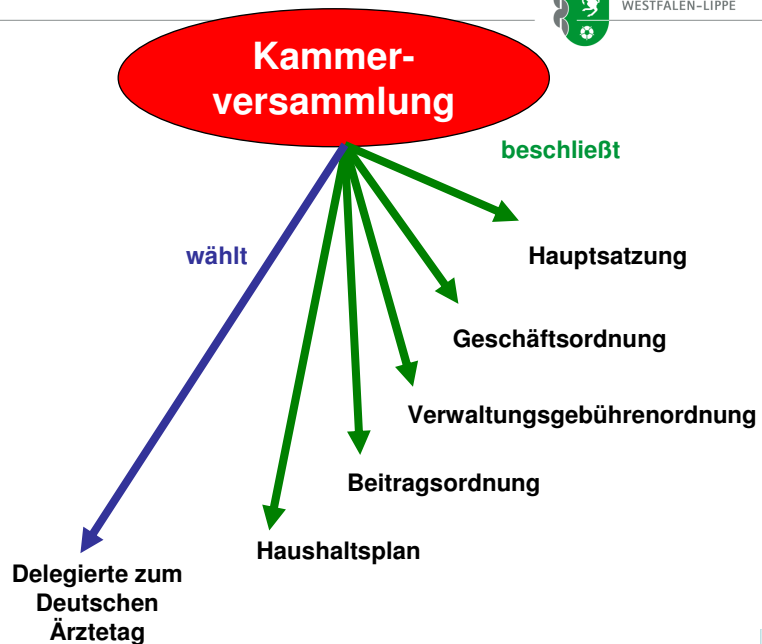 WESTFALEN-LIPPE
Kammer-
versammlung
beschließt
wählt
Hauptsatzung
Geschäftsordnung
Verwaltungsgebührenordnung
Beitragsordnung
Haushaltsplan
Delegierte zum
Deutschen
Ärztetag